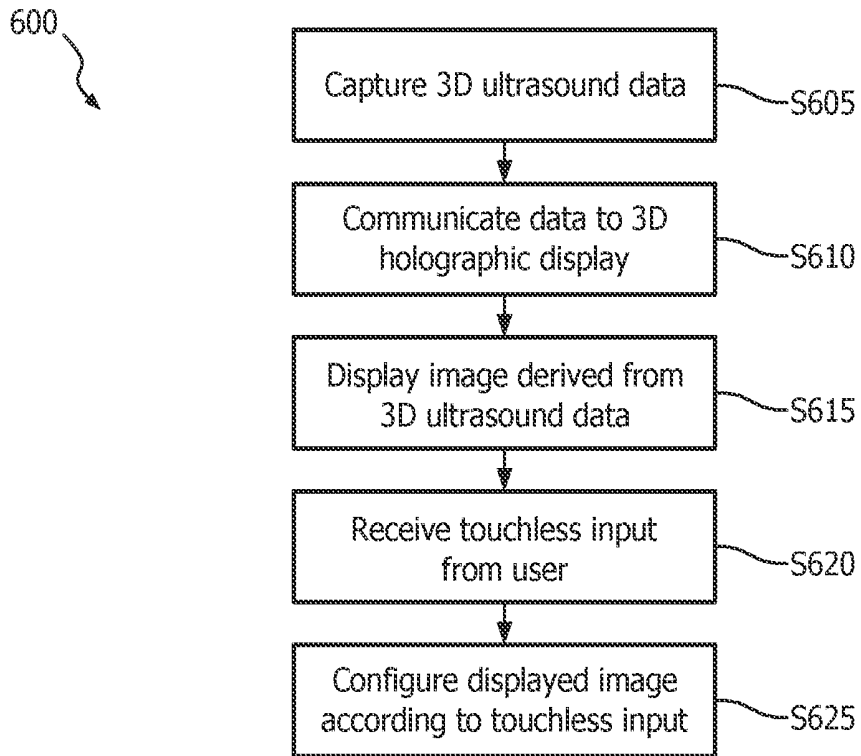 600
Capture 3D ultrasound data
S605
Communicate data to 3D
holographic display
S610
Display image derived from
3D ultrasound data
S615
Receive touchless input
from user
S620
Configure displayed image
according to touchless input
S625